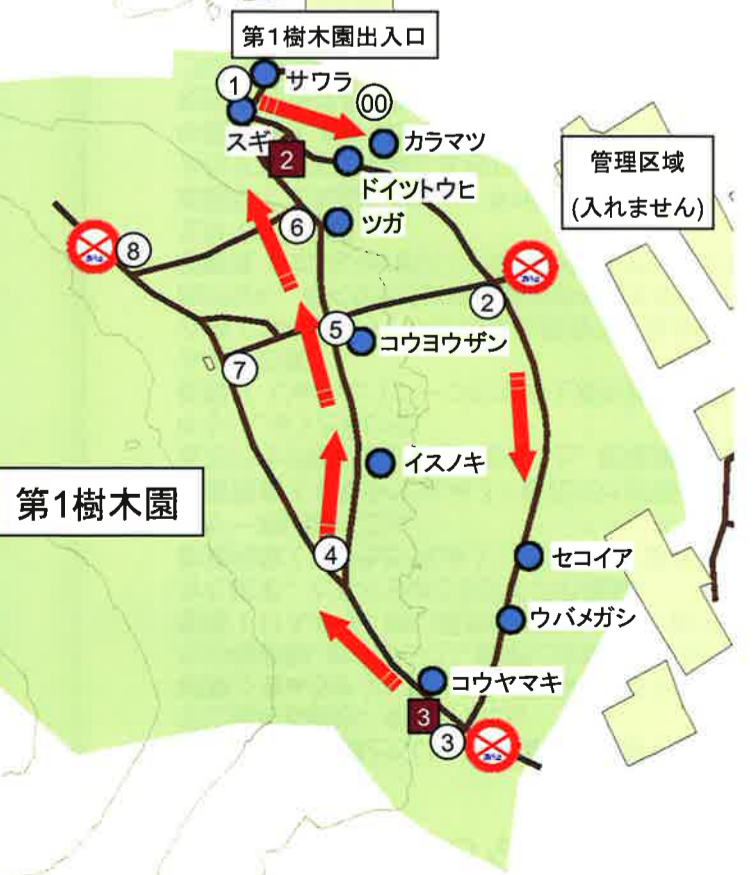 第1樹木園出入口
1
サワラ
00
スギ
カラマツ
2
ドイツトウヒ
管理区域
(入れません)
6
ツガ
8
2
5
コウヨウザン
7
イスノキ
第1樹木園
4
セコイア
ウバメガシ
コウヤマキ
3
3